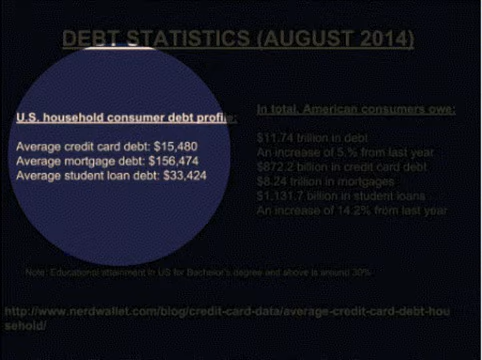 DEBT STATISTICS (AUGUST 2014)
U.S. household consumer debt profile:
Average credit card debt: $15,480
Average mortgage debt: $156,474
Average student loan debt: $33,424
In total, American consumers owe:
$11.74 trillion in debt
An increase of 5.% from last year
$872.2 billion in credit card debt
$8.24 trillion in mortgages
$1,131.7 billion in student loans
An increase of 14.2% from last year
Note: Educational attainment in US for Bachelor's degree and above is around 30%
http://www.nerdwallet.com/blog/credit-card-data/average-credit-card-debt-hou
sehold/